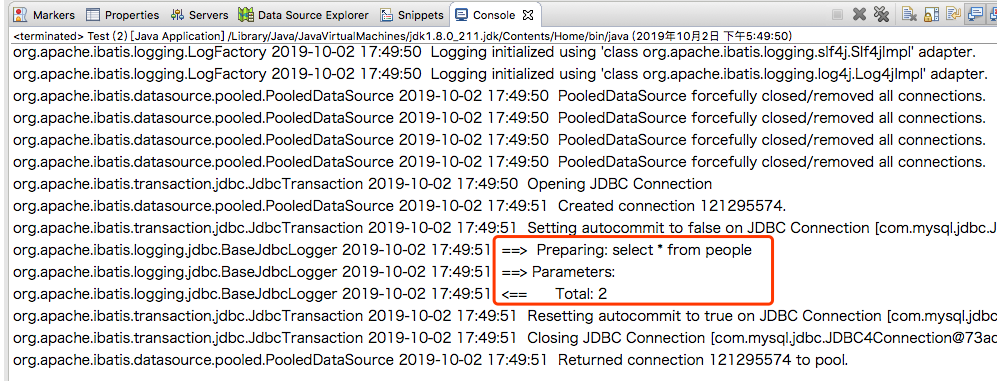 Markers Properties Servers Data Source Explorer Snippets Console
<terminated> Test (2) [Java Application] /Library/Java/JavaVirtualMachines/jdk1.8.0_211.jdk/Contents/Home/bin/java (2019年10月2日 下午5:49:50)
org.apache.ibatis.logging.LogFactory 2019-10-02 17:49:50 Logging initialized using 'class org.apache.ibatis.logging.slf4j.Slf4jImpl' adapter.
org.apache.ibatis.logging.LogFactory 2019-10-02 17:49:50 Logging initialized using 'class org.apache.ibatis.logging.log4j.Log4jImpl' adapter.
org.apache.ibatis.datasource.pooled.PooledDataSource 2019-10-02 17:49:50 PooledDataSource forcefully closed/removed all connections.
org.apache.ibatis.datasource.pooled.PooledDataSource 2019-10-02 17:49:50 PooledDataSource forcefully closed/removed all connections.
org.apache.ibatis.datasource.pooled.PooledDataSource 2019-10-02 17:49:50 PooledDataSource forcefully closed/removed all connections.
org.apache.ibatis.datasource.pooled.PooledDataSource 2019-10-02 17:49:50 PooledDataSource forcefully closed/removed all connections.
org.apache.ibatis.transaction.jdbc.JdbcTransaction 2019-10-02 17:49:50 Opening JDBC Connection
org.apache.ibatis.datasource.pooled.PooledDataSource 2019-10-02 17:49:51 Created connection 121295574.
org.apache.ibatis.transaction.jdbc.JdbcTransaction 2019-10-02 17:49:51 Setting autocommit to false on JDBC Connection [com.mysql.jdbc.J
org.apache.ibatis.logging.jdbc.BaseJdbcLogger 2019-10-02 17:49:51 ==> Preparing: select * from people
org.apache.ibatis.logging.jdbc.BaseJdbcLogger 2019-10-02 17:49:51 ==> Parameters:
org.apache.ibatis.logging.jdbc.BaseJdbcLogger 2019-10-02 17:49:51 <== Total: 2
org.apache.ibatis.transaction.jdbc.JdbcTransaction 2019-10-02 17:49:51 Resetting autocommit to true on JDBC Connection [com.mysql.jdbc
org.apache.ibatis.transaction.jdbc.JdbcTransaction 2019-10-02 17:49:51 Closing JDBC Connection [com.mysql.jdbc.JDBC4Connection@73ad
org.apache.ibatis.datasource.pooled.PooledDataSource 2019-10-02 17:49:51 Returned connection 121295574 to pool.